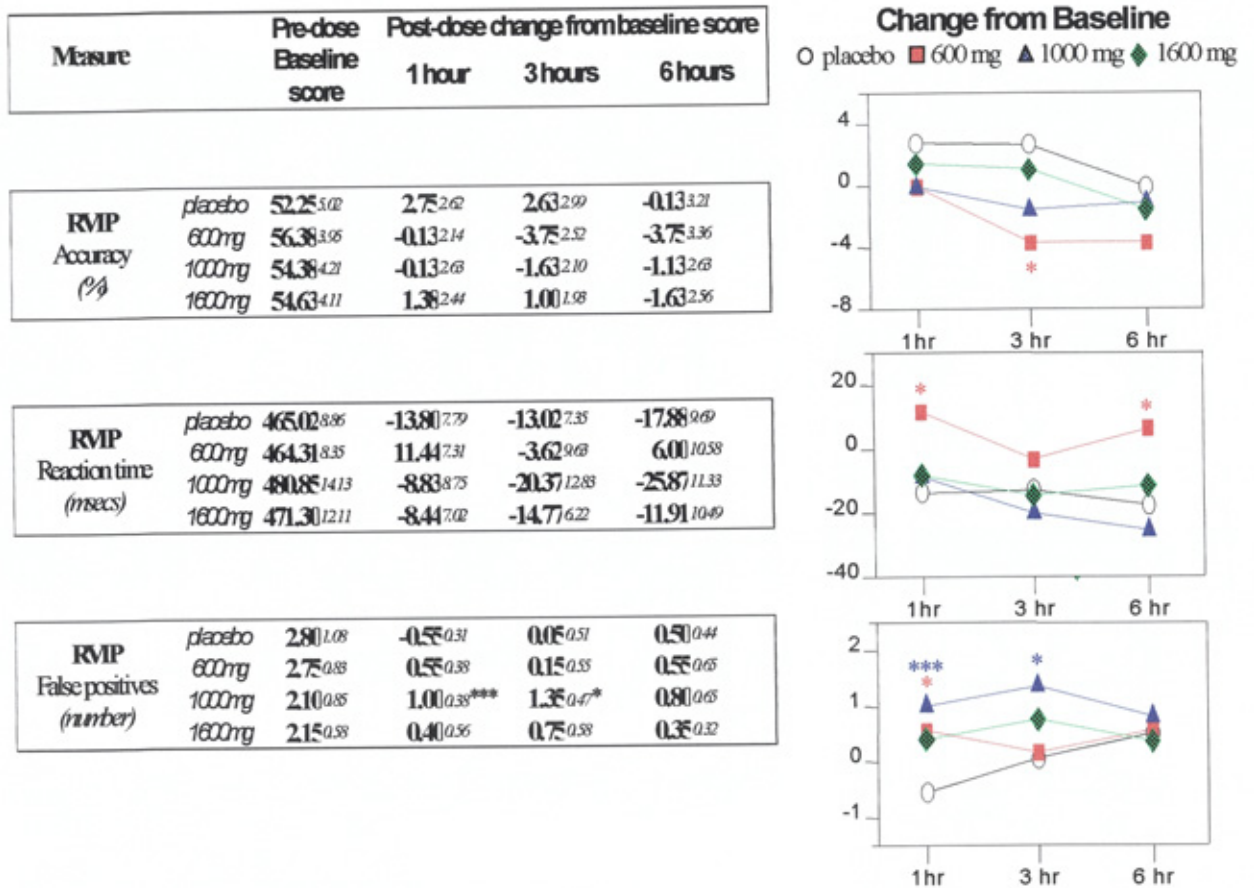 Measure
Pre-dose Baseline score
Post-dose change from baseline score
1 hour 3 hours 6 hours
RVIP Accuracy (%)
placebo 52.25 5.02 2.75 2.62 2.63 2.99 -0.13 3.21
600mg 56.38 3.95 -0.13 2.14 -3.75 2.52 -3.75 3.36
1000mg 54.38 4.21 -0.13 2.63 -1.63 2.10 -1.13 2.63
1600mg 54.63 4.11 1.38 2.44 1.00 1.98 -1.63 2.56
RVIP Reaction time (msecs)
placebo 465.02 8.86 -13.80 7.79 -13.02 7.35 -17.88 9.69
600mg 464.31 8.35 11.44 7.31 -3.62 9.63 6.00 10.58
1000mg 480.85 14.13 -8.83 8.75 -20.37 12.83 -25.87 11.33
1600mg 471.30 12.11 -8.44 7.02 -14.77 6.22 -11.91 10.49
RVIP False positives (number)
placebo 2.80 1.08 -0.55 0.31 0.05 0.51 0.50 0.44
600mg 2.75 0.83 0.55 0.38 0.15 0.55 0.55 0.65
1000mg 2.10 0.85 1.00 0.38*** 1.35 0.47* 0.80 0.65
1600mg 2.15 0.58 0.40 0.56 0.75 0.58 0.35 0.32
Change from Baseline
placebo 600 mg 1000 mg 1600 mg
4
0
-4
*
-8
1hr 3 hr 6 hr
20
* *
0
-20
-40
1hr 3 hr 6 hr
2
*** *
*
1
0
-1
1hr 3 hr 6 hr